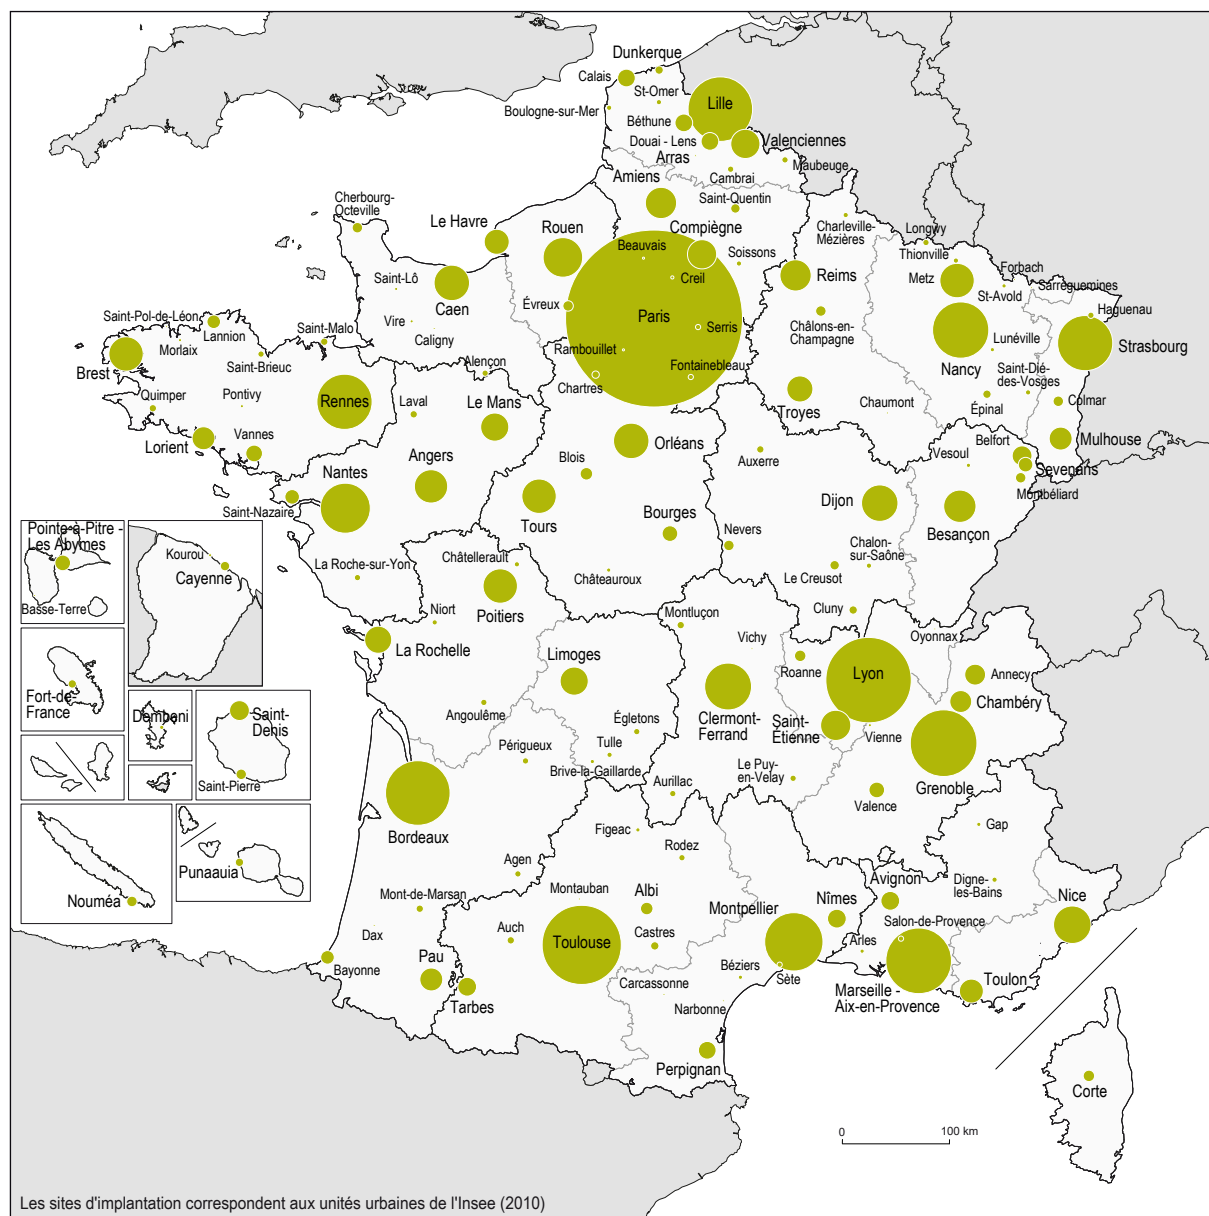 Dunkerque
Calais
St-Omer
Boulogne-sur-Mer
Lille
Béthune
Douai - Lens
Valenciennes
Arras
Maubeuge
Cambrai
Amiens
Saint-Quentin
Cherbourg-
Octeville
Le Havre
Rouen
Compiègne
Charleville-
Mézières
Longwy
Beauvais
Soissons
Thionville
Forbach
Saint-Lô
Creil
Reims
Metz
Sarreguemines
St-Avold
Caen
Évreux
Haguenau
Saint-Pol-de-Léon
Saint-Malo
Vire
Paris
Serris
Châlons-en-
Champagne
Lannion
Caligny
Lunéville
Strasbourg
Morlaix
Rambouillet
Saint-Brieuc
Alençon
Nancy
Brest
Fontainebleau
Saint-Dié-
des-Vosges
Chartres
Quimper
Pontivy
Rennes
Laval
Le Mans
Troyes
Chaumont
Épinal
Colmar
Lorient
Vannes
Orléans
Mulhouse
Belfort
Auxerre
Vesoul
Angers
Blois
Sevenans
Nantes
Montbéliard
Saint-Nazaire
Tours
Dijon
Bourges
Besançon
Pointe-à-Pitre -
Les Abymes
Nevers
Chalon-
sur-Saône
Kourou
Cayenne
La Roche-sur-Yon
Châtellerault
Châteauroux
Le Creusot
Basse-Terre
Niort
Poitiers
Montluçon
Cluny
Vichy
Oyonnax
La Rochelle
Limoges
Roanne
Lyon
Annecy
Fort-de-
France
Chambéry
Dembani
Saint-
Denis
Angoulême
Égletons
Clermont-
Ferrand
Saint-
Étienne
Vienne
Périgueux
Tulle
Brive-la-Gaillarde
Le Puy-
en-Velay
Saint-Pierre
Aurillac
Grenoble
Valence
Bordeaux
Figeac
Gap
Rodez
Punaauia
Agen
Digne-
les-Bains
Avignon
Nouméa
Mont-de-Marsan
Montauban
Albi
Nîmes
Nice
Montpellier
Salon-de-Provence
Dax
Auch
Toulouse
Castres
Arles
Bayonne
Pau
Béziers
Sète
Carcassonne
Toulon
Tarbes
Marseille -
Aix-en-Provence
Narbonne
Perpignan
Corte
0 100 km
Les sites d'implantation correspondent aux unités urbaines de l'Insee (2010)